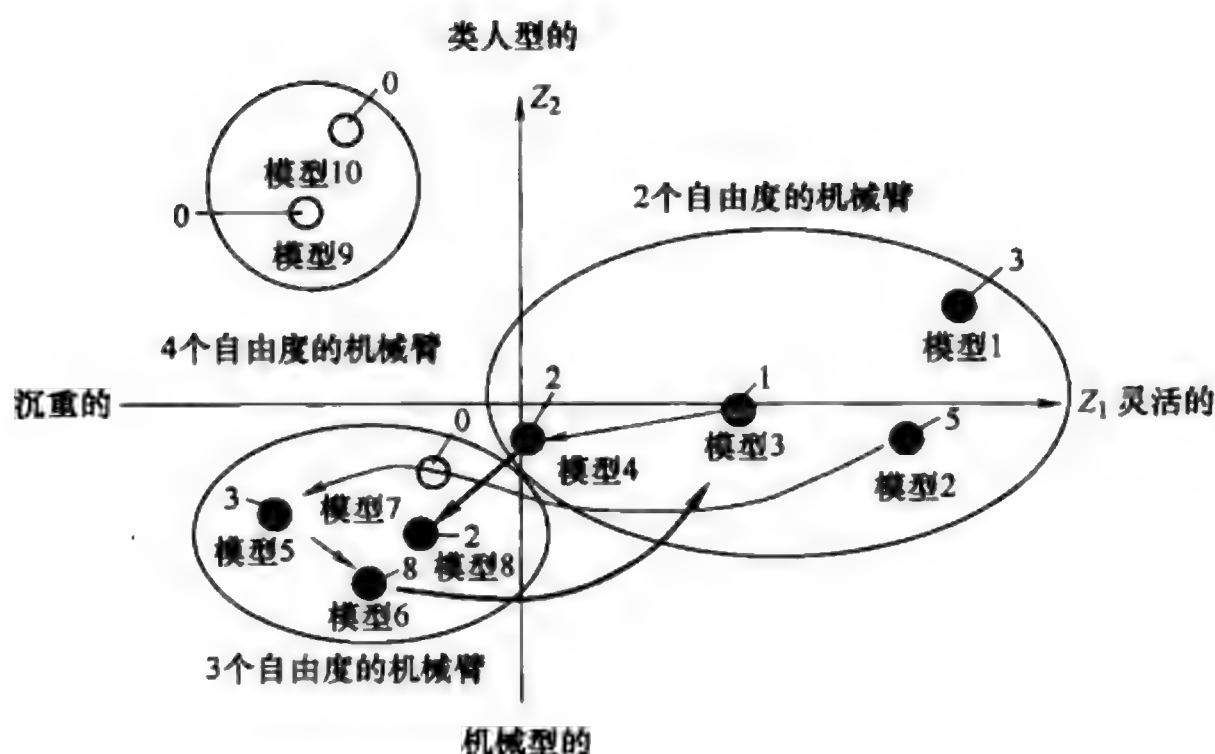 类人型的
Z2
0
模型10
0
模型9
2个自由度的机械臂
3
模型1
4个自由度的机械臂
沉重的
Z1 灵活的
2
模型4
1
模型3
5
模型2
0
模型7
3
模型5
2
模型8
8
模型6
3个自由度的机械臂
机械型的